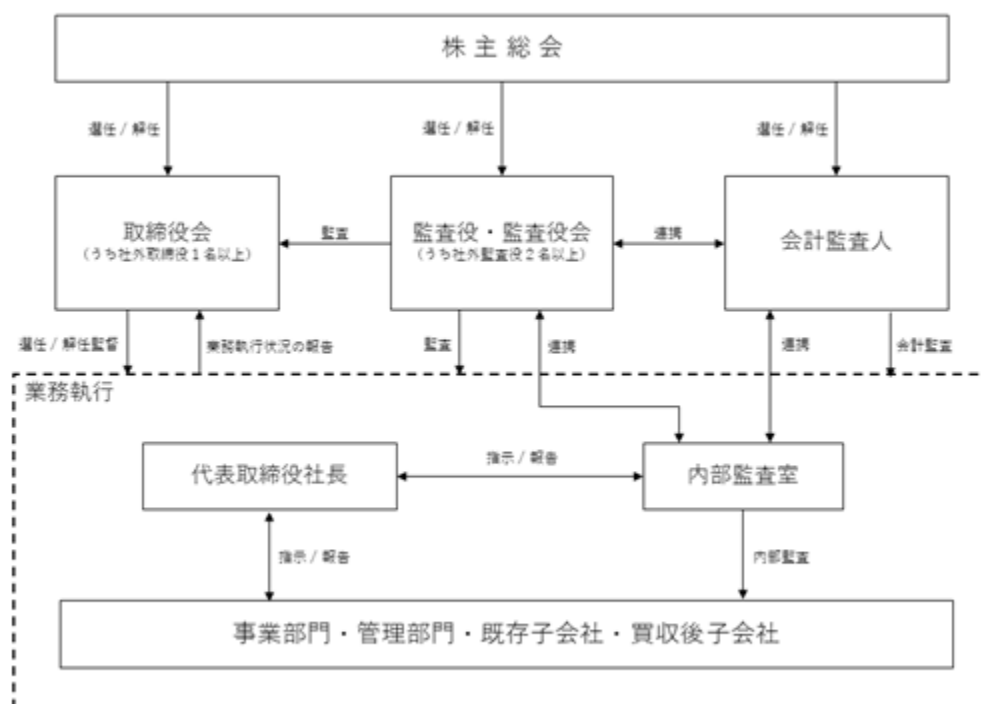 株主総会
選任 / 解任
選任 / 解任
選任 / 解任
取締役会
（うち社外取締役１名以上）
監査
監査役・監査役会
（うち社外監査役２名以上）
連携
会計監査人
選任 / 解任監督
業務執行状況の報告
監査
連携
連携
会計監査
業務執行
代表取締役社長
指示 / 報告
内部監査室
指示 / 報告
内部監査
事業部門・管理部門・既存子会社・買収後子会社